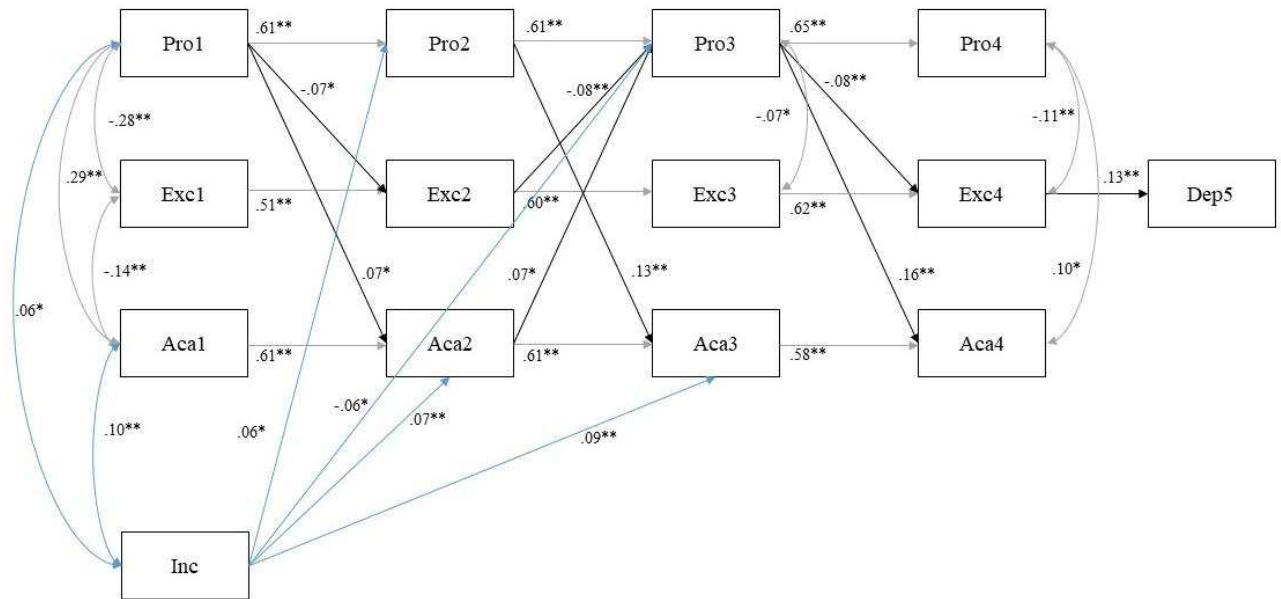 .61**
.61**
.65**
Pro1
Pro2
Pro3
Pro4
-.07*
-.08**
-.08**
-.28**
-.07*
-.11**
.29**
Exc1
Exc2
Exc3
Exc4
.13**
Dep5
.51**
.60**
.62**
-.14**
.07*
.07*
.13**
.16**
.10*
.06*
Aca1
Aca2
Aca3
Aca4
.61**
.61**
.58**
.10**
.06*
-.06*
.07**
.09**
Inc